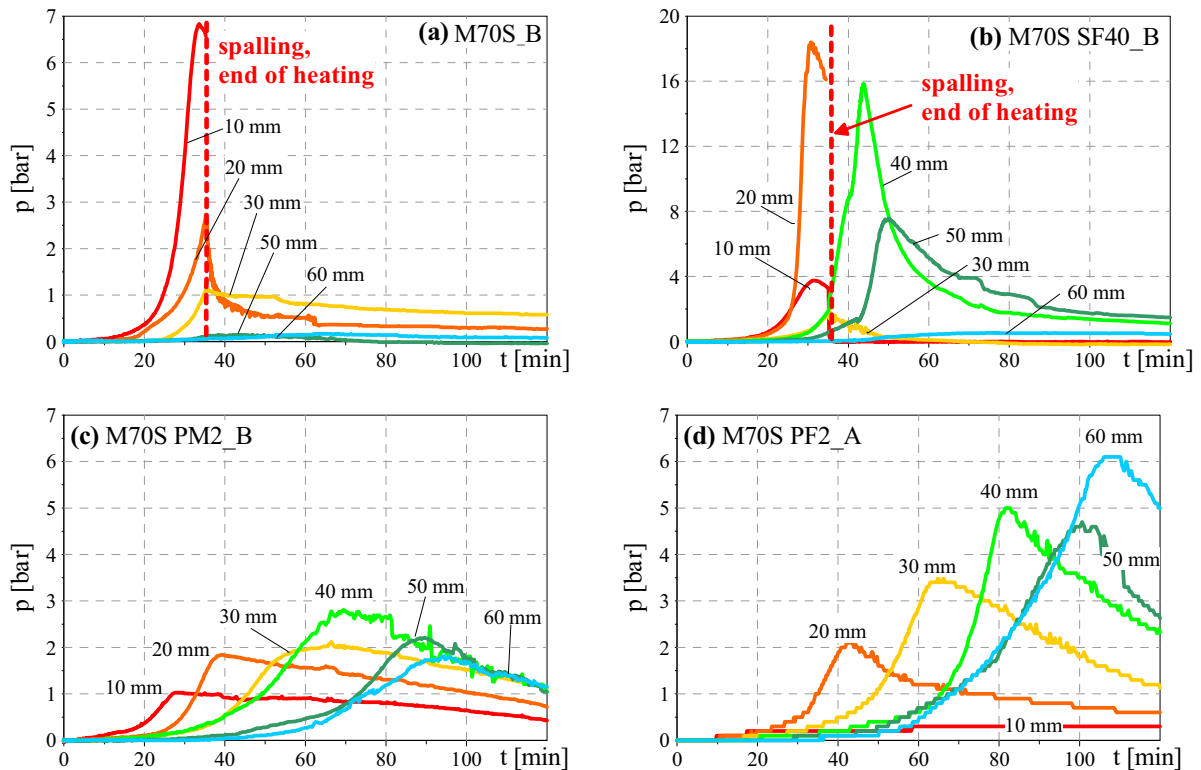 (a) M70S_B
p [bar]
7
6
5
4
3
2
1
0
spalling,
end of heating
10 mm
20 mm
30 mm
50 mm
60 mm
0 20 40 60 80 100
t [min]
(b) M70S SF40_B
p [bar]
20
16
12
8
4
0
spalling,
end of heating
40 mm
20 mm
10 mm
50 mm
30 mm
60 mm
0 20 40 60 80 100
t [min]
(c) M70S PM2_B
p [bar]
7
6
5
4
3
2
1
0
40 mm
50 mm
30 mm
60 mm
20 mm
10 mm
0 20 40 60 80 100
t [min]
(d) M70S PF2_A
p [bar]
7
6
5
4
3
2
1
0
60 mm
40 mm
50 mm
30 mm
20 mm
10 mm
0 20 40 60 80 100
t [min]